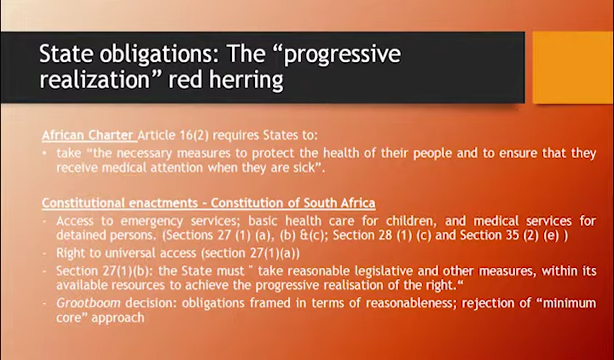 State obligations: The “progressive
realization” red herring
African Charter Article 16(2) requires States to:
• take “the necessary measures to protect the health of their people and to ensure that they
receive medical attention when they are sick”.
Constitutional enactments – Constitution of South Africa
- Access to emergency services; basic health care for children, and medical services for
detained persons. (Sections 27 (1) (a), (b) &(c); Section 28 (1) (c) and Section 35 (2) (e) )
- Right to universal access (section 27(1)(a))
- Section 27(1)(b): the State must " take reasonable legislative and other measures, within its
available resources to achieve the progressive realisation of the right.“
- Grootboom decision: obligations framed in terms of reasonableness; rejection of “minimum
core” approach